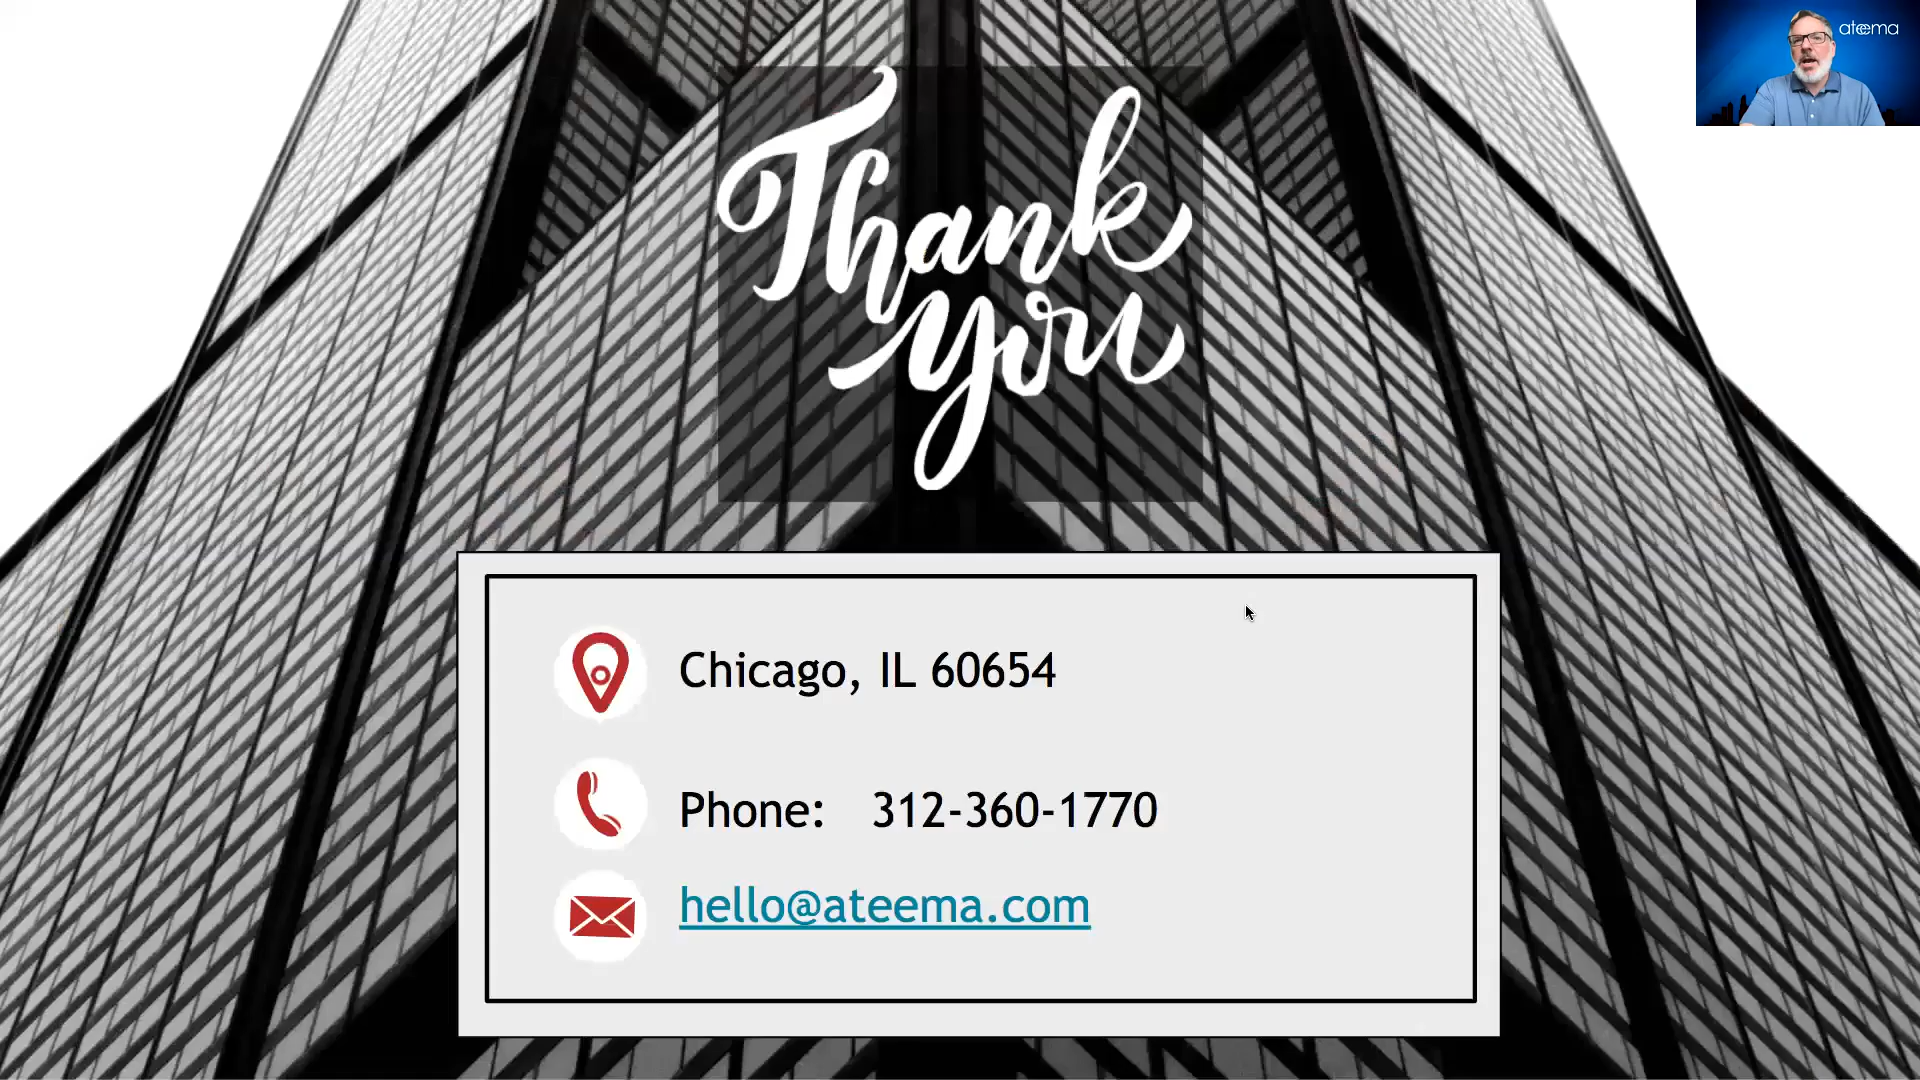 ateema
Thank
you
Chicago, IL 60654
Phone: 312-360-1770
hello@ateema.com